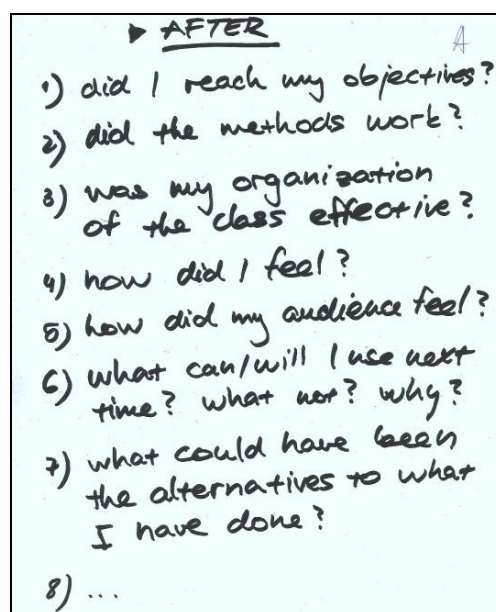 ► AFTER
A
1) did I reach my objectives?
2) did the methods work?
3) was my organization
of the class effective?
4) how did I feel?
5) how did my audience feel?
6) what can/will I use next
time? what not? why?
7) what could have been
the alternatives to what
I have done?
8) ...